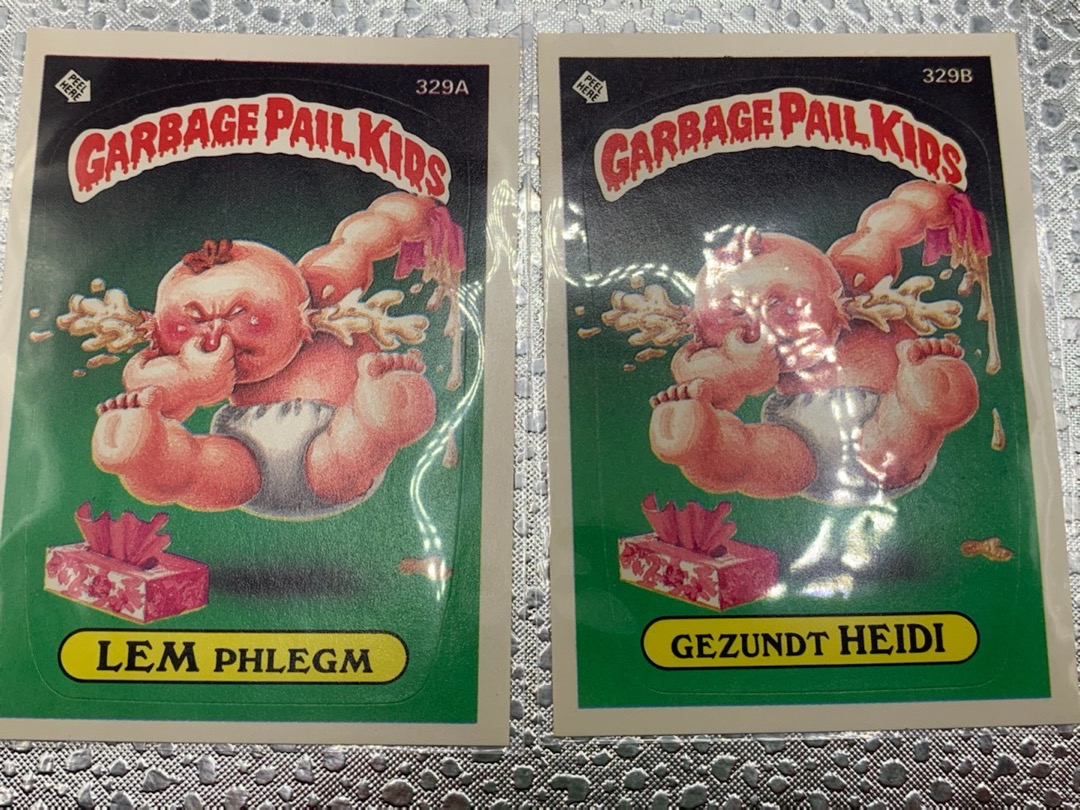 PEEL HERE
329A
GARBAGE PAIL KIDS
LEM PHLEGM
PEEL HERE
329B
GARBAGE PAIL KIDS
GEZUNDT HEIDI